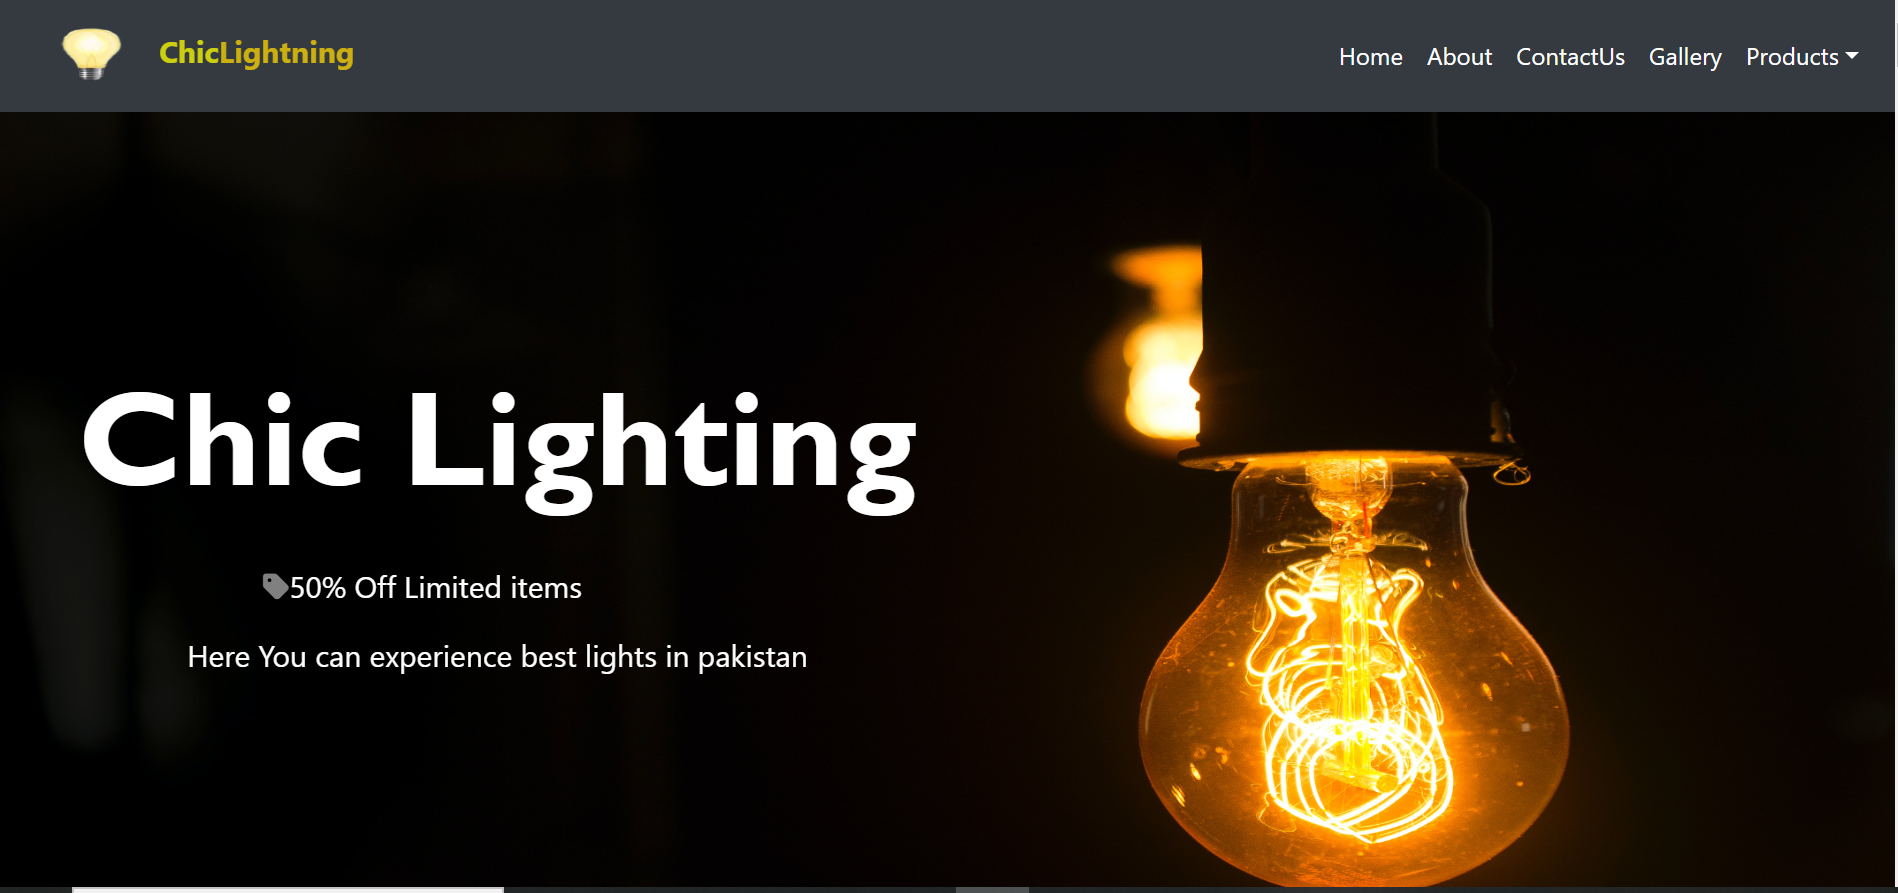 ChicLightning
Home About ContactUs Gallery Products
Chic Lighting
50% Off Limited items
Here You can experience best lights in pakistan